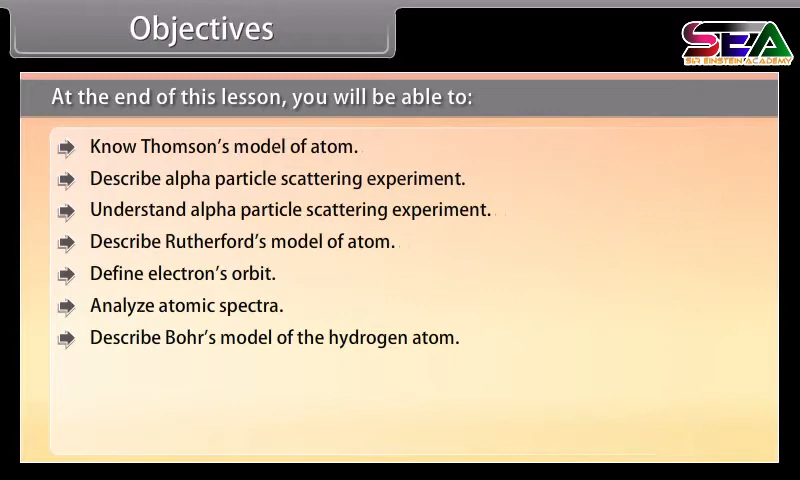 Objectives
SEA
SIR EINSTEIN ACADEMY
At the end of this lesson, you will be able to:
Know Thomson's model of atom.
Describe alpha particle scattering experiment.
Understand alpha particle scattering experiment.
Describe Rutherford's model of atom.
Define electron's orbit.
Analyze atomic spectra.
Describe Bohr's model of the hydrogen atom.